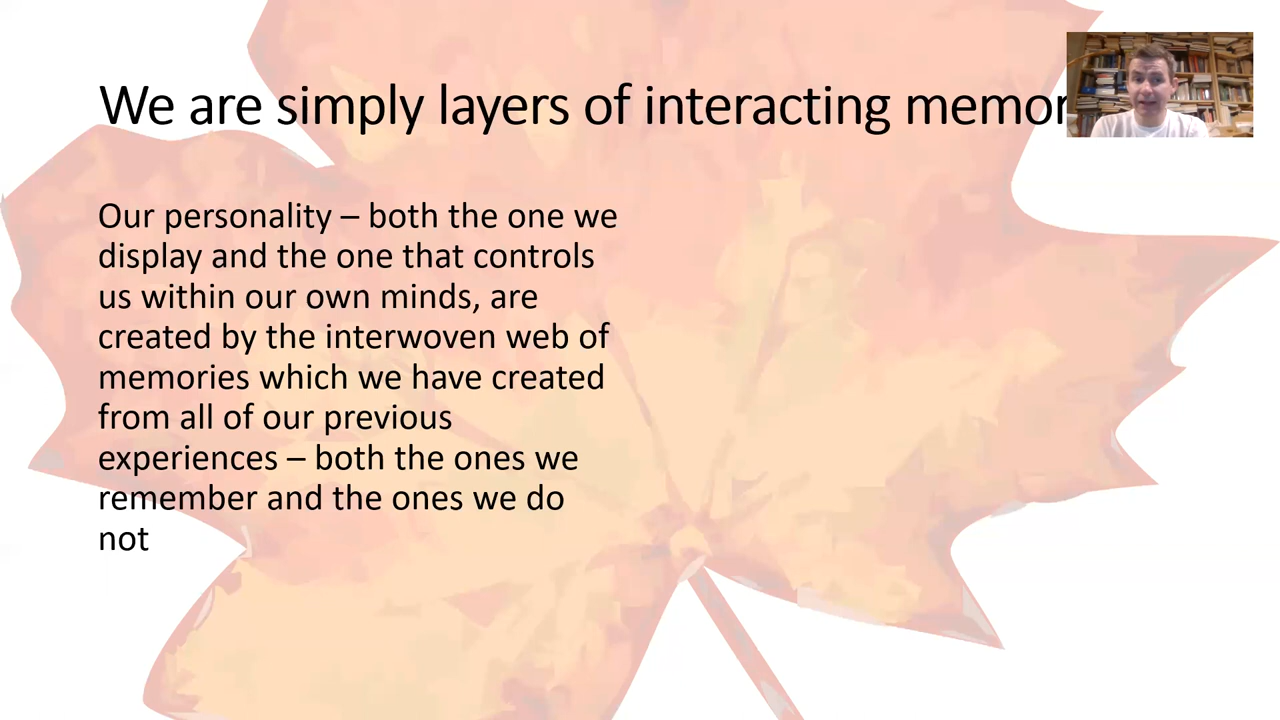 We are simply layers of interacting
Our personality – both the one we
display and the one that controls
us within our own minds, are
created by the interwoven web of
memories which we have created
from all of our previous
experiences – both the ones we
remember and the ones we do
not